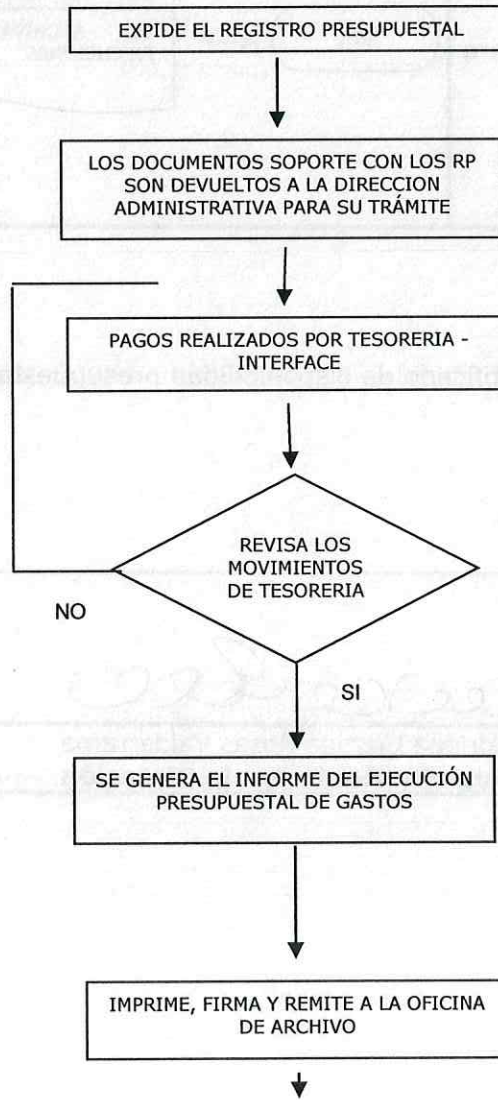 EXPIDE EL REGISTRO PRESUPUESTAL
LOS DOCUMENTOS SOPORTE CON LOS RP
SON DEVUELTOS A LA DIRECCION
ADMINISTRATIVA PARA SU TRÁMITE
PAGOS REALIZADOS POR TESORERIA -
INTERFACE
REVISA LOS
MOVIMIENTOS
DE TESORERIA
NO
SI
SE GENERA EL INFORME DEL EJECUCIÓN
PRESUPUESTAL DE GASTOS
IMPRIME, FIRMA Y REMITE A LA OFICINA
DE ARCHIVO